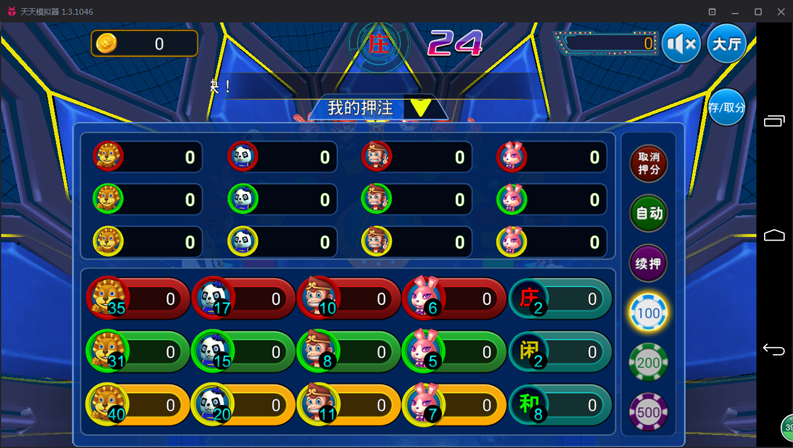 天天模拟器 1.3.1046
0 庄 24 0 大厅
快！
我的押注
存/取分
0 0 0 0
0 0 0 0
0 0 0 0
取消
押分
自动
续押
35 0 17 0 10 0 6 0 庄 2 0
100
31 0 15 0 8 0 5 0 闲 2 0
200
40 0 20 0 11 0 7 0 和 8 0
500